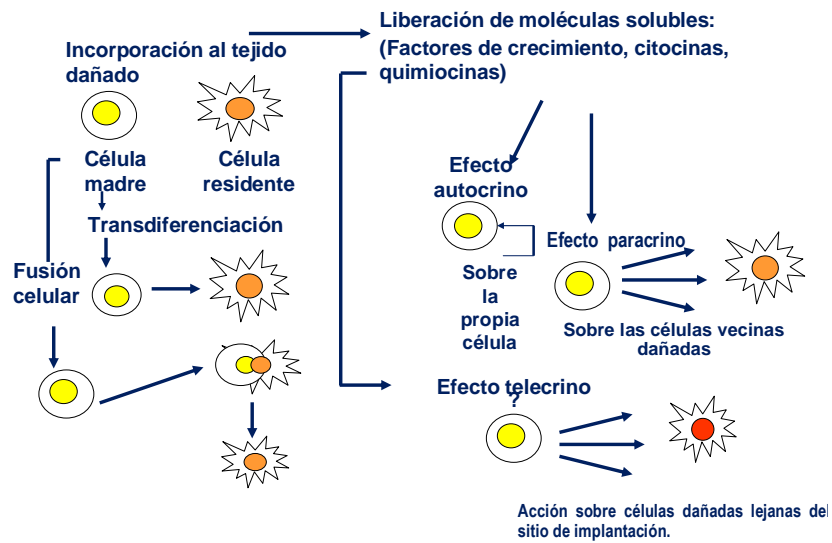 Incorporación al tejido
dañado
Célula
madre
Célula
residente
Transdiferenciación
Fusión
celular
Liberación de moléculas solubles:
(Factores de crecimiento, citocinas,
quimiocinas)
Efecto
autocrino
Sobre
la
propia
célula
Efecto paracrino
Sobre las células vecinas
dañadas
Efecto telecrino
?
Acción sobre células dañadas lejanas del
sitio de implantación.